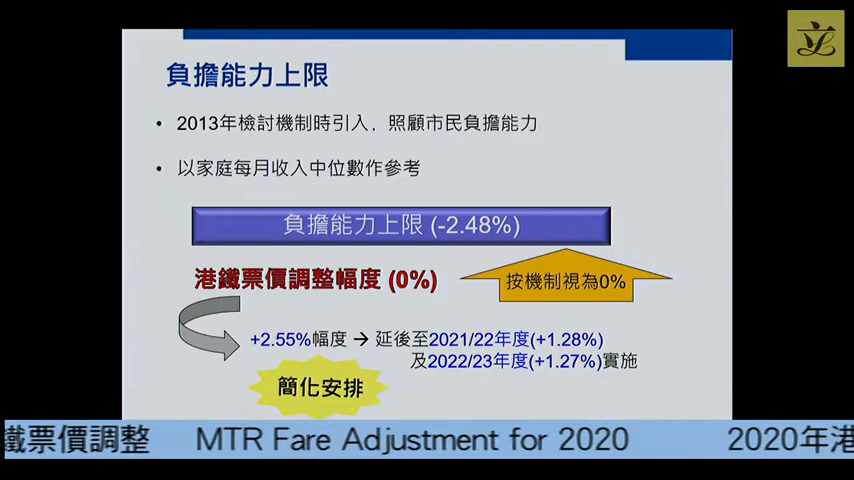 負擔能力上限
• 2013年檢討機制時引入﹐照顧市民負擔能力
• 以家庭每月收入中位數作參考
負擔能力上限 (-2.48%)
港鐵票價調整幅度 (0%)
按機制視為0%
+2.55%幅度 → 延後至2021/22年度(+1.28%)
及2022/23年度(+1.27%)實施
簡化安排
鐵票價調整 MTR Fare Adjustment for 2020 2020年港